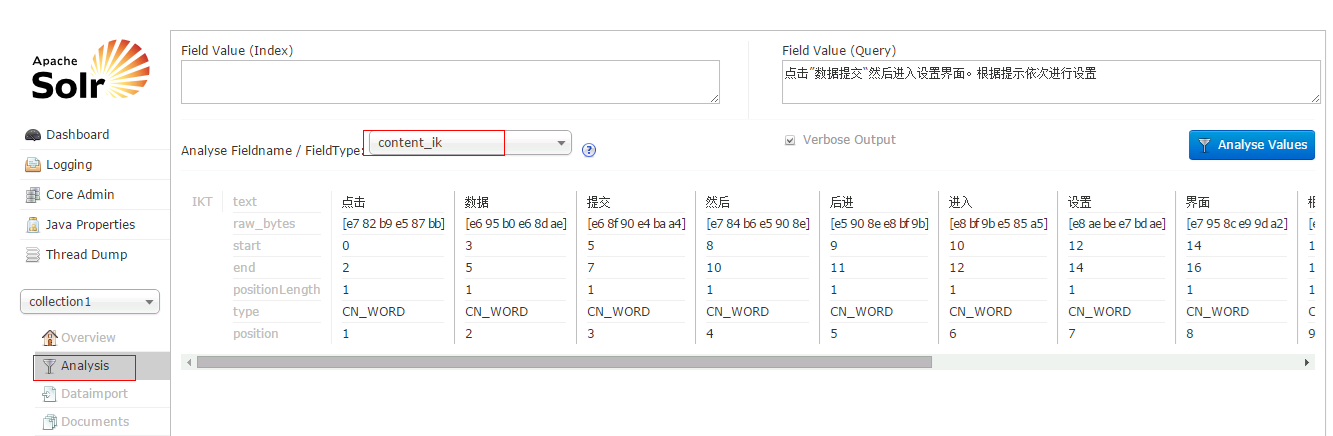 Apache
Solr
Dashboard
Logging
Core Admin
Java Properties
Thread Dump
collection1
Overview
Analysis
Dataimport
Documents
Field Value (Index)
Field Value (Query)
点击"数据提交"然后进入设置界面。根据提示依次进行设置
Analyse Fieldname / FieldType: content_ik ?
Verbose Output
Analyse Values
IKT text 点击 数据 提交 然后 后进 进入 设置 界面
raw_bytes [e7 82 b9 e5 87 bb] [e6 95 b0 e6 8d ae] [e6 8f 90 e4 ba a4] [e7 84 b6 e5 90 8e] [e5 90 8e e8 bf 9b] [e8 bf 9b e5 85 a5] [e8 ae be e7 bd ae] [e7 95 8c e9 9d a2]
start 0 3 5 8 9 10 12 14
end 2 5 7 10 11 12 14 16
positionLength 1 1 1 1 1 1 1 1
type CN_WORD CN_WORD CN_WORD CN_WORD CN_WORD CN_WORD CN_WORD CN_WORD
position 1 2 3 4 5 6 7 8 9